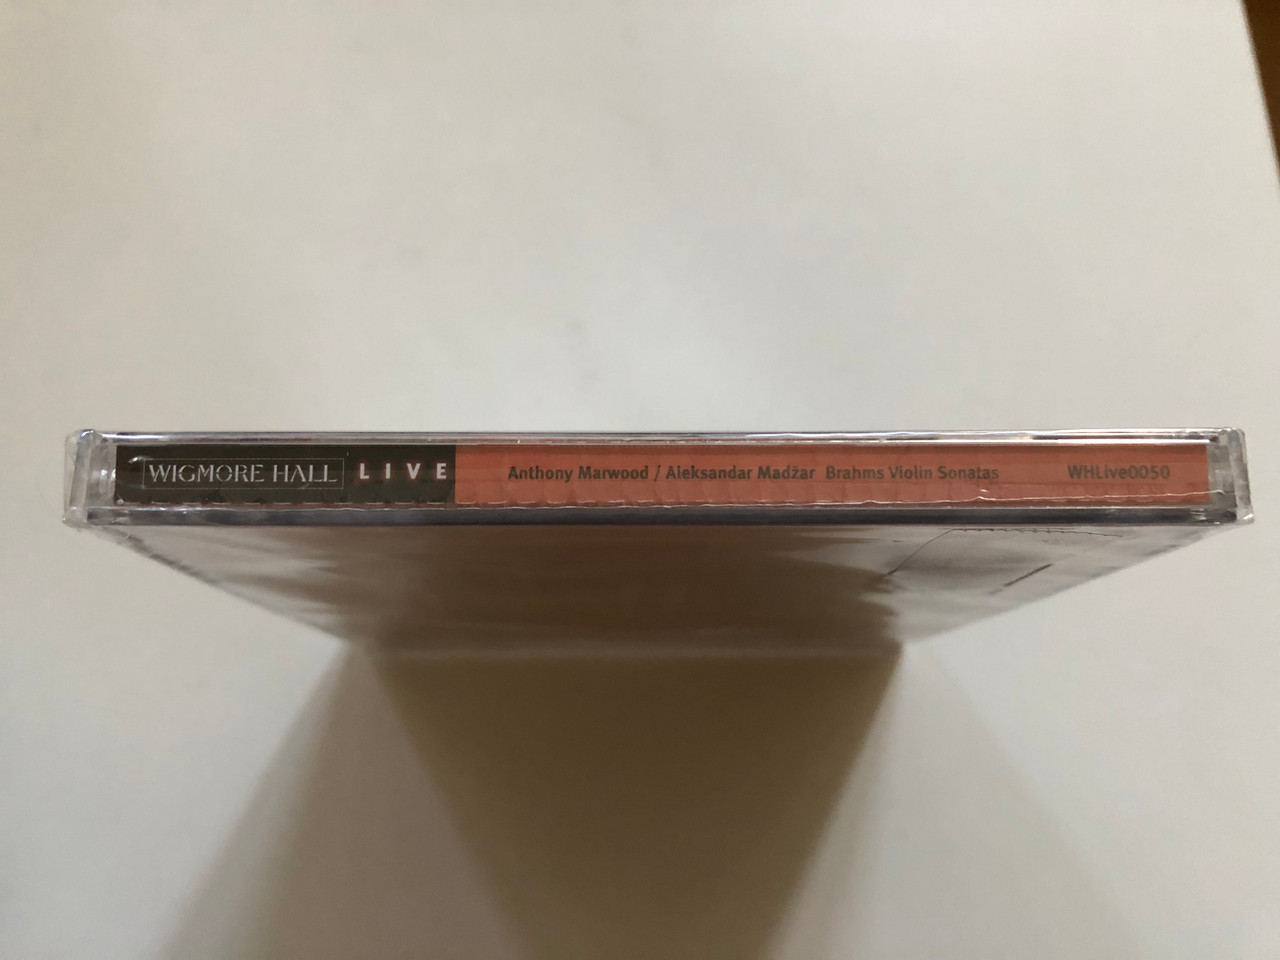 WIGMORE HALL LIVE Anthony Marwood / Aleksandar Madžar Brahms Violin Sonatas WHLive0050